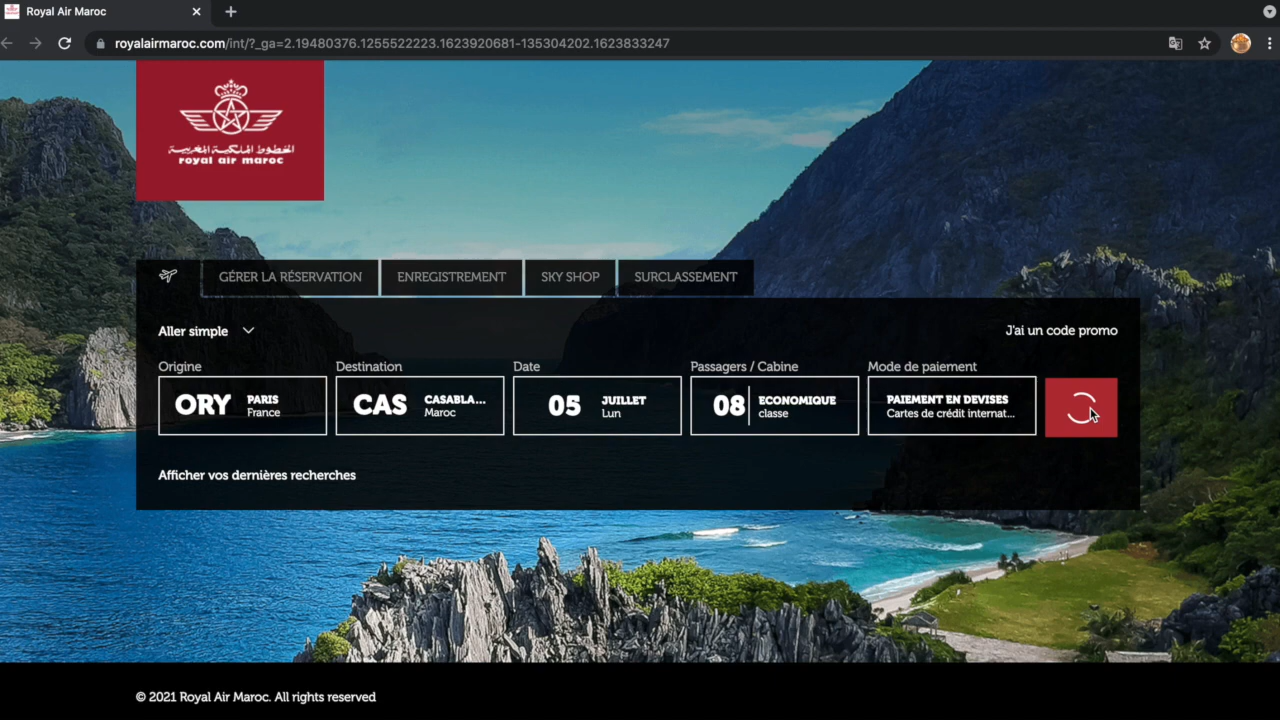 Royal Air Maroc
royalairmaroc.com/int/?_ga=2.19480376.1255522223.1623920681-135304202.1623833247
الخطوط الملكية المغربية
royal air maroc
GÉRER LA RÉSERVATION
ENREGISTREMENT
SKY SHOP
SURCLASSEMENT
Aller simple
J'ai un code promo
Origine
Destination
Date
Passagers / Cabine
Mode de paiement
ORY
PARIS
France
CAS
CASABLA...
Maroc
05
JUILLET
Lun
08
ECONOMIQUE
classe
PAIEMENT EN DEVISES
Cartes de crédit internat...
Afficher vos dernières recherches
© 2021 Royal Air Maroc. All rights reserved